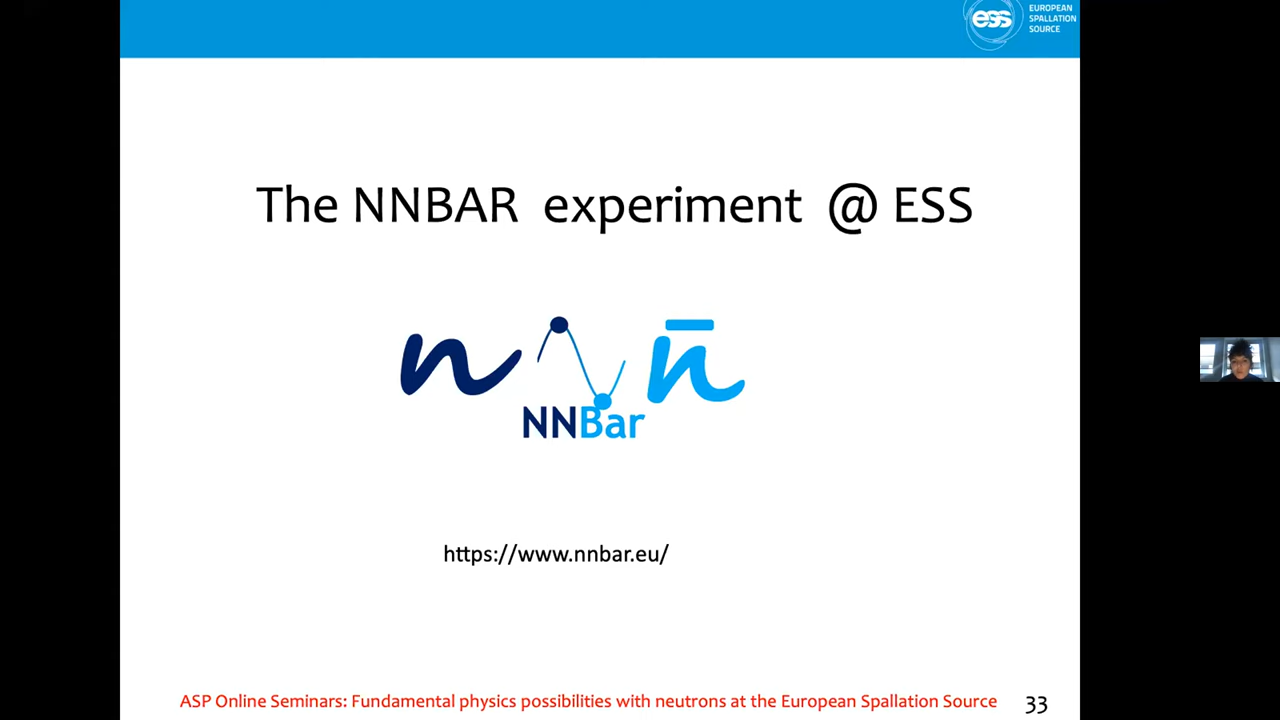 ess
EUROPEAN
SPALLATION
SOURCE
The NNBAR experiment @ ESS
n n̄
NNBar
https://www.nnbar.eu/
ASP Online Seminars: Fundamental physics possibilities with neutrons at the European Spallation Source
33